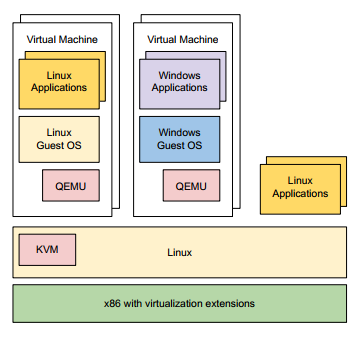 Virtual Machine
Linux
Applications
Linux
Guest OS
QEMU
Virtual Machine
Windows
Applications
Windows
Guest OS
QEMU
Linux
Applications
KVM
Linux
x86 with virtualization extensions